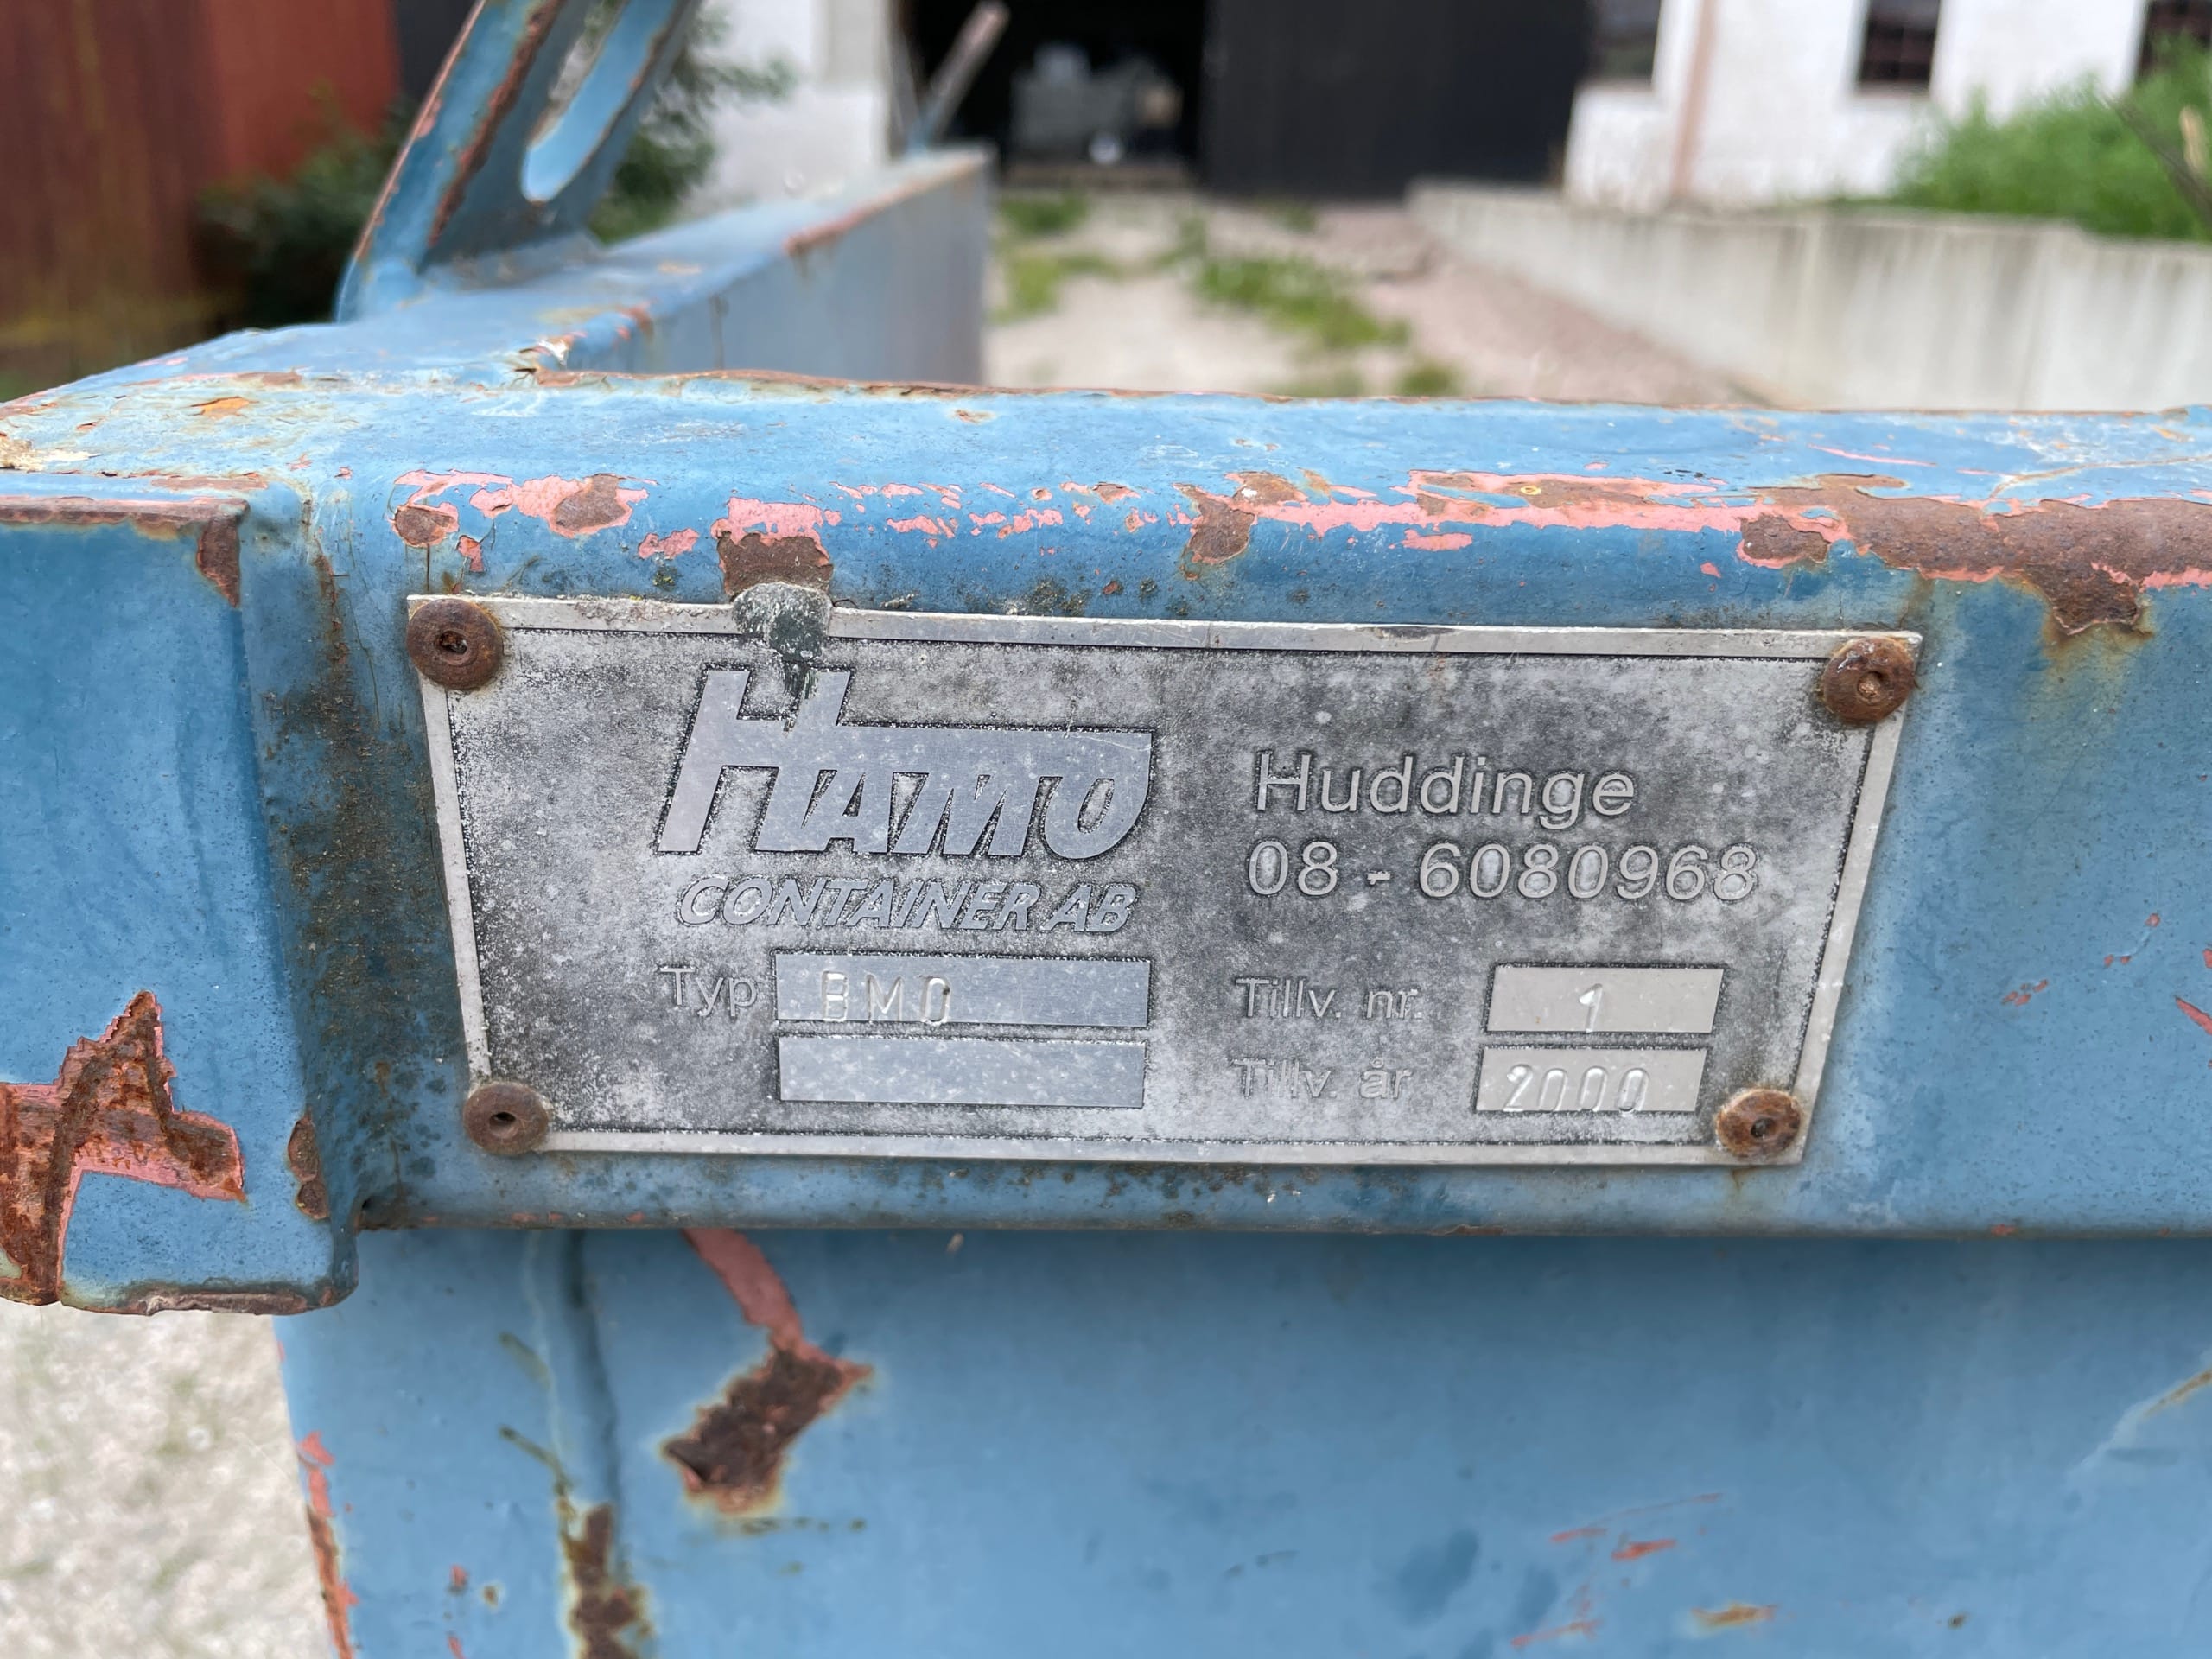 HAMO
CONTAINER AB
Huddinge
08 - 6080968
Typ BMO
Tillv. nr. 1
Tillv. år 2000